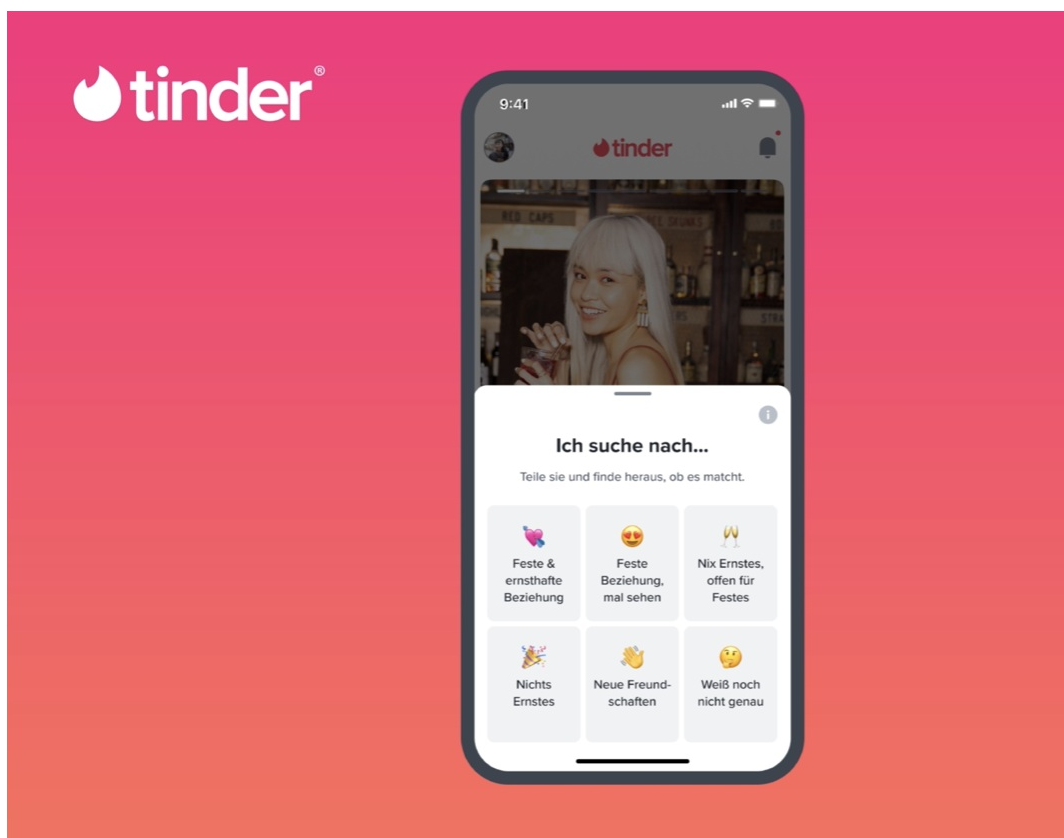 tinder®
9:41
tinder
RED CAPS
Ich suche nach...
Teile sie und finde heraus, ob es matcht.
Feste &
ernsthafte
Beziehung
Feste
Beziehung,
mal sehen
Nix Ernstes,
offen für
Festes
Nichts
Ernstes
Neue Freund-
schaften
Weiß noch
nicht genau